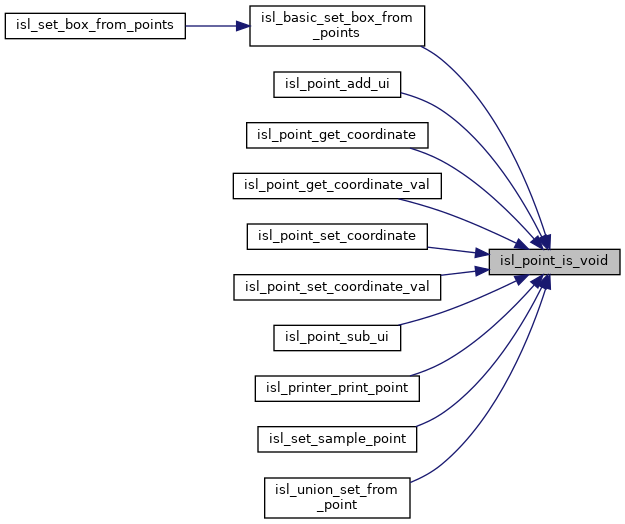 isl_set_box_from_points
isl_basic_set_box_from
_points
isl_point_add_ui
isl_point_get_coordinate
isl_point_get_coordinate_val
isl_point_set_coordinate
isl_point_is_void
isl_point_set_coordinate_val
isl_point_sub_ui
isl_printer_print_point
isl_set_sample_point
isl_union_set_from
_point